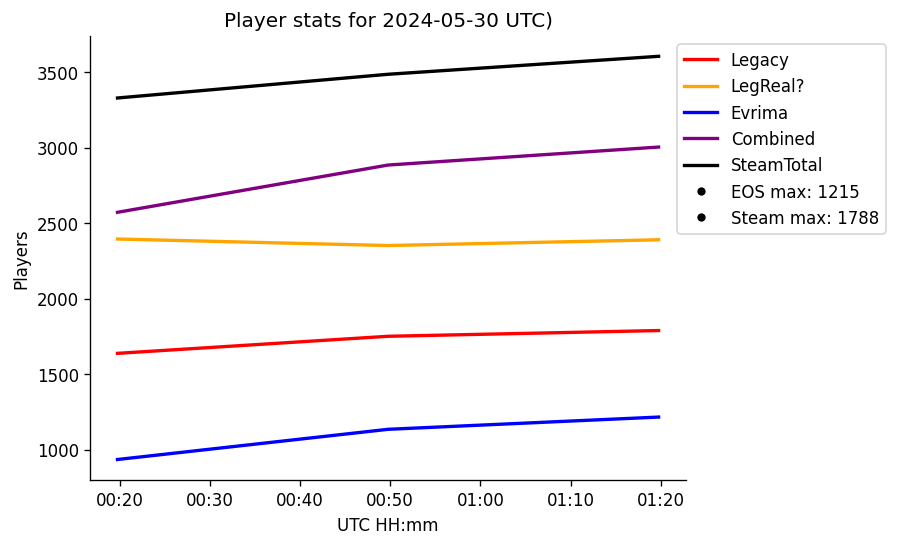 Player stats for 2024-05-30 UTC)
Players
3500
3000
2500
2000
1500
1000
00:20 00:30 00:40 00:50 01:00 01:10 01:20
UTC HH:mm
Legacy
LegReal?
Evrima
Combined
SteamTotal
EOS max: 1215
Steam max: 1788